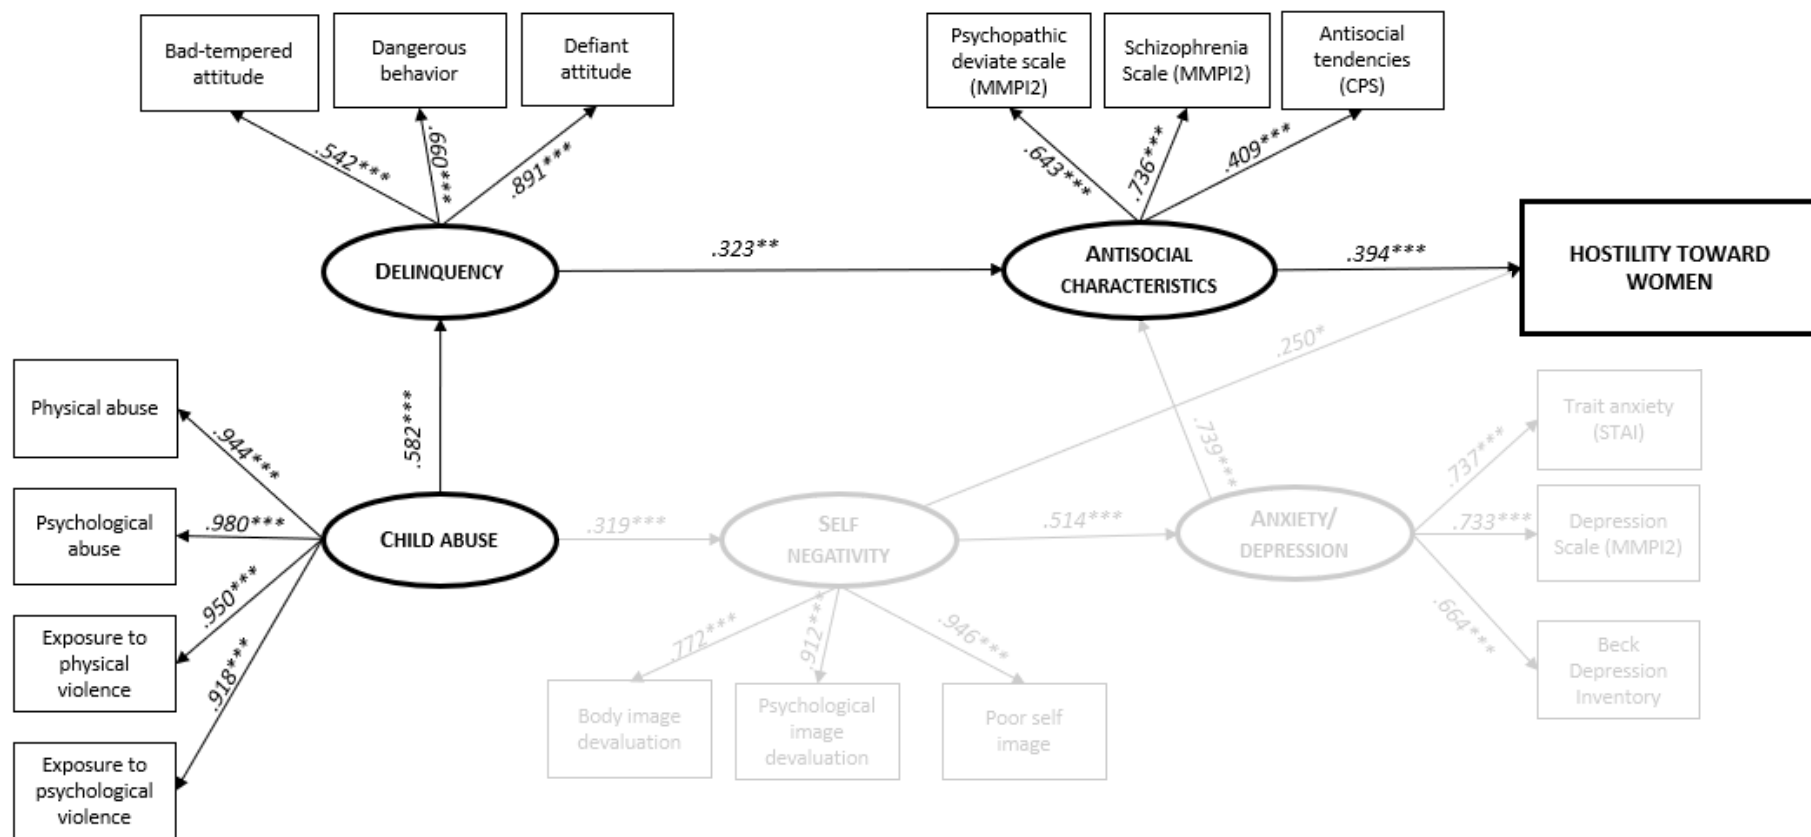 Bad-tempered
attitude
Dangerous
behavior
Defiant
attitude
Psychopathic
deviate scale
(MMPI2)
Schizophrenia
Scale (MMPI2)
Antisocial
tendencies
(CPS)
.542***
.660***
.891***
.643***
.736***
.409***
DELINQUENCY
.323**
ANTISOCIAL
CHARACTERISTICS
.394***
HOSTILITY TOWARD
WOMEN
.250*
.582***
.739***
Physical abuse
.944***
Psychological
abuse
.980***
Exposure to
physical
violence
.950***
Exposure to
psychological
violence
.918***
CHILD ABUSE
.319***
SELF
NEGATIVITY
.514***
ANXIETY/
DEPRESSION
.737***
Trait anxiety
(STAI)
.733***
Depression
Scale (MMPI2)
.664***
Beck
Depression
Inventory
.772***
.912***
.946***
Body image
devaluation
Psychological
image
devaluation
Poor self
image